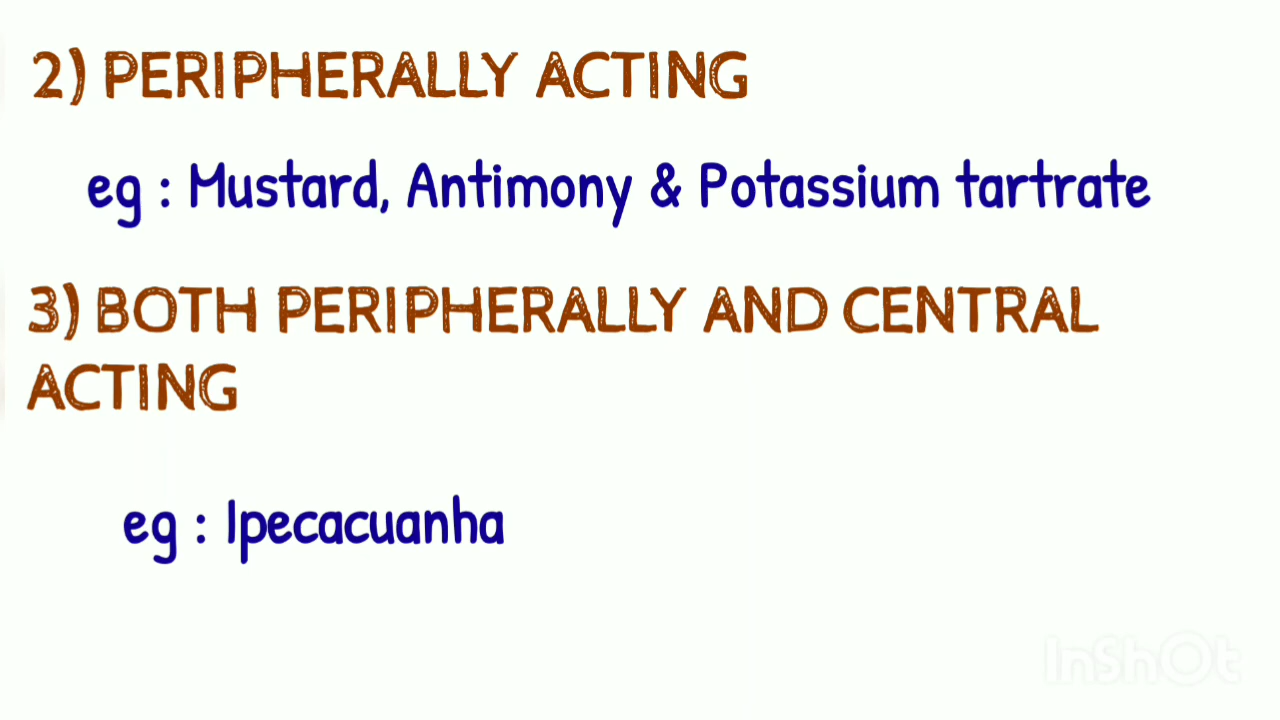 2) PERIPHERALLY ACTING
eg : Mustard, Antimony & Potassium tartrate
3) BOTH PERIPHERALLY AND CENTRAL
ACTING
eg : Ipecacuanha
InShOt